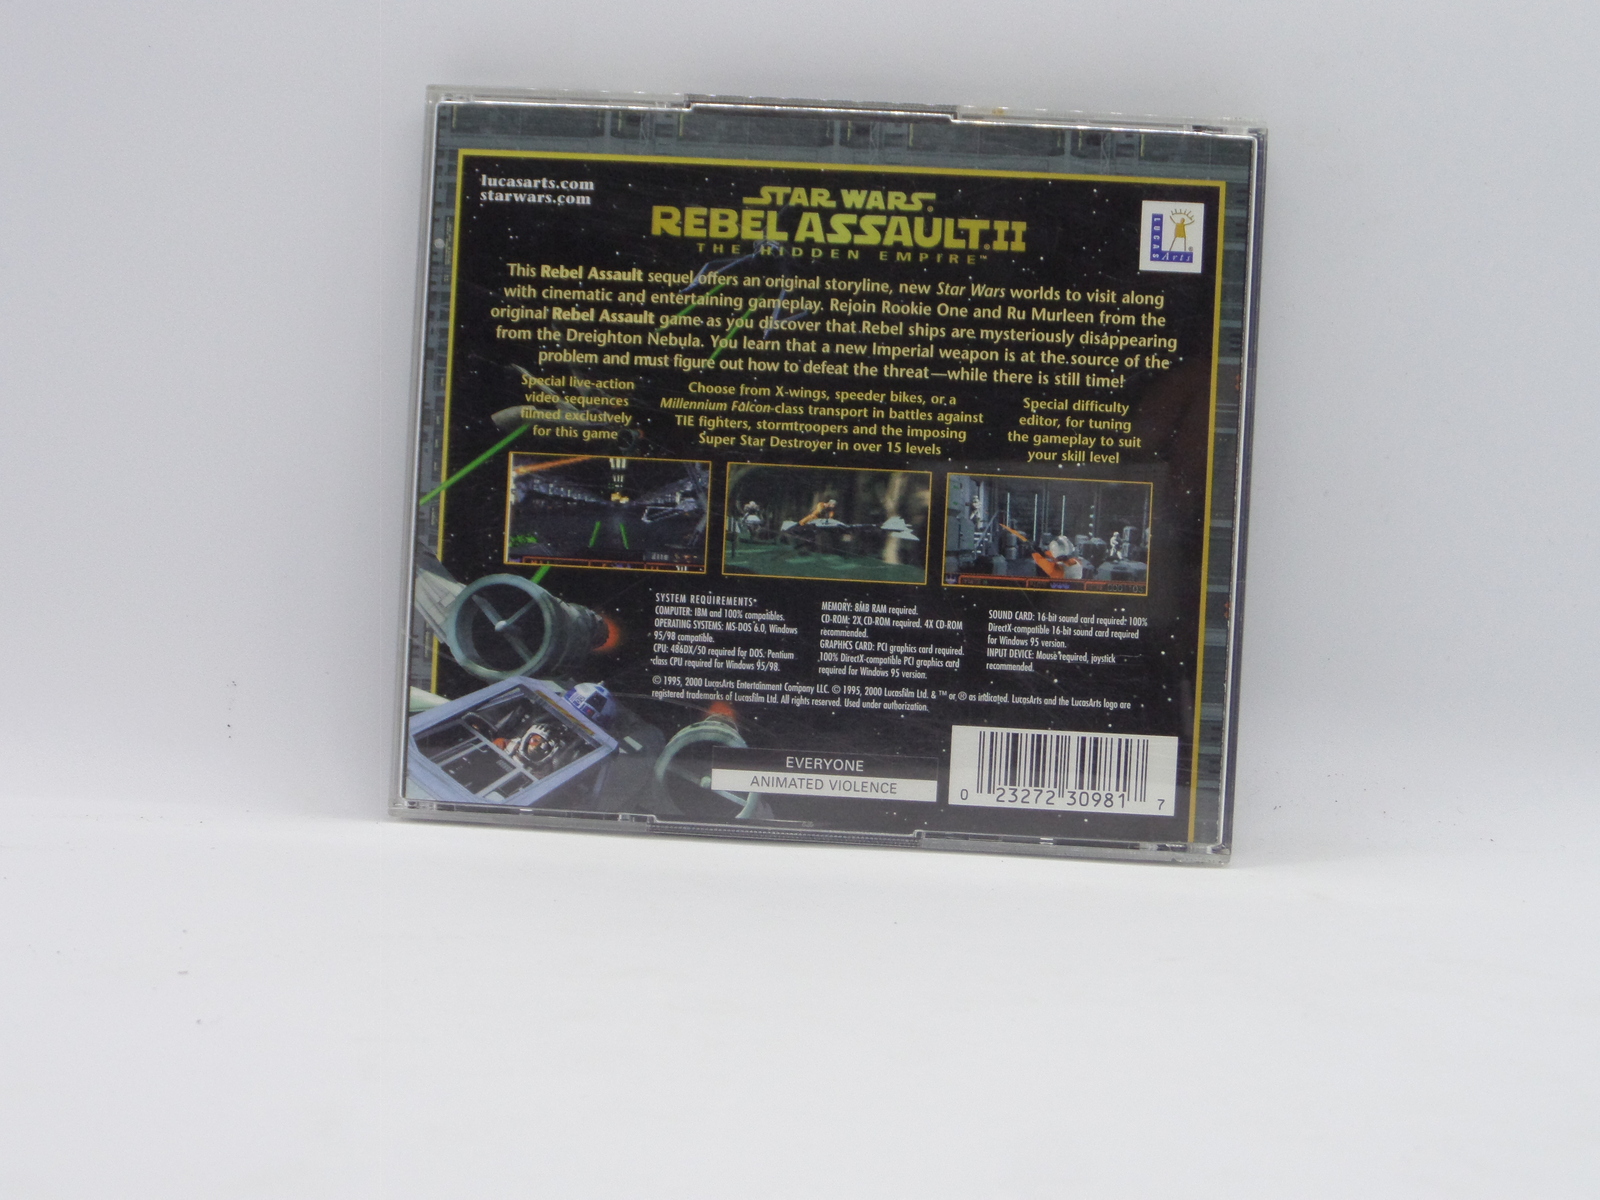 lucasarts.com
starwars.com
STAR WARS®
REBEL ASSAULT.II
THE HIDDEN EMPIRE™
LUCAS
Arts
This Rebel Assault sequel offers an original storyline, new Star Wars worlds to visit along
with cinematic and entertaining gameplay. Rejoin Rookie One and Ru Murleen from the
original Rebel Assault game as you discover that Rebel ships are mysteriously disappearing
from the Dreighton Nebula. You learn that a new Imperial weapon is at the source of the
problem and must figure out how to defeat the threat—while there is still time!
Special live-action
video sequences
filmed exclusively
for this game
Choose from X-wings, speeder bikes, or a
Millennium Falcon-class transport in battles against
TIE fighters, stormtroopers and the imposing
Super Star Destroyer in over 15 levels
Special difficulty
editor, for tuning
the gameplay to suit
your skill level
SYSTEM REQUIREMENTS
COMPUTER: IBM and 100% compatibles.
OPERATING SYSTEMS: MS-DOS 6.0, Windows
95/98 compatible.
CPU: 486DX/50 required for DOS. Pentium
class CPU required for Windows 95/98.
MEMORY: 8MB RAM required.
CD-ROM: 2X CD-ROM required. 4X CD-ROM
recommended.
GRAPHICS CARD: PCI graphics card required.
100% DirectX-compatible PCI graphics card
required for Windows 95 version.
SOUND CARD: 16-bit sound card required; 100%
DirectX-compatible 16-bit sound card required
for Windows 95 version.
INPUT DEVICE: Mouse required, joystick
recommended.
© 1995, 2000 LucasArts Entertainment Company LLC. © 1995, 2000 Lucasfilm Ltd. & ™ or ® as indicated. LucasArts and the LucasArts logo are
registered trademarks of Lucasfilm Ltd. All rights reserved. Used under authorization.
EVERYONE
ANIMATED VIOLENCE
0 23272 30981 7